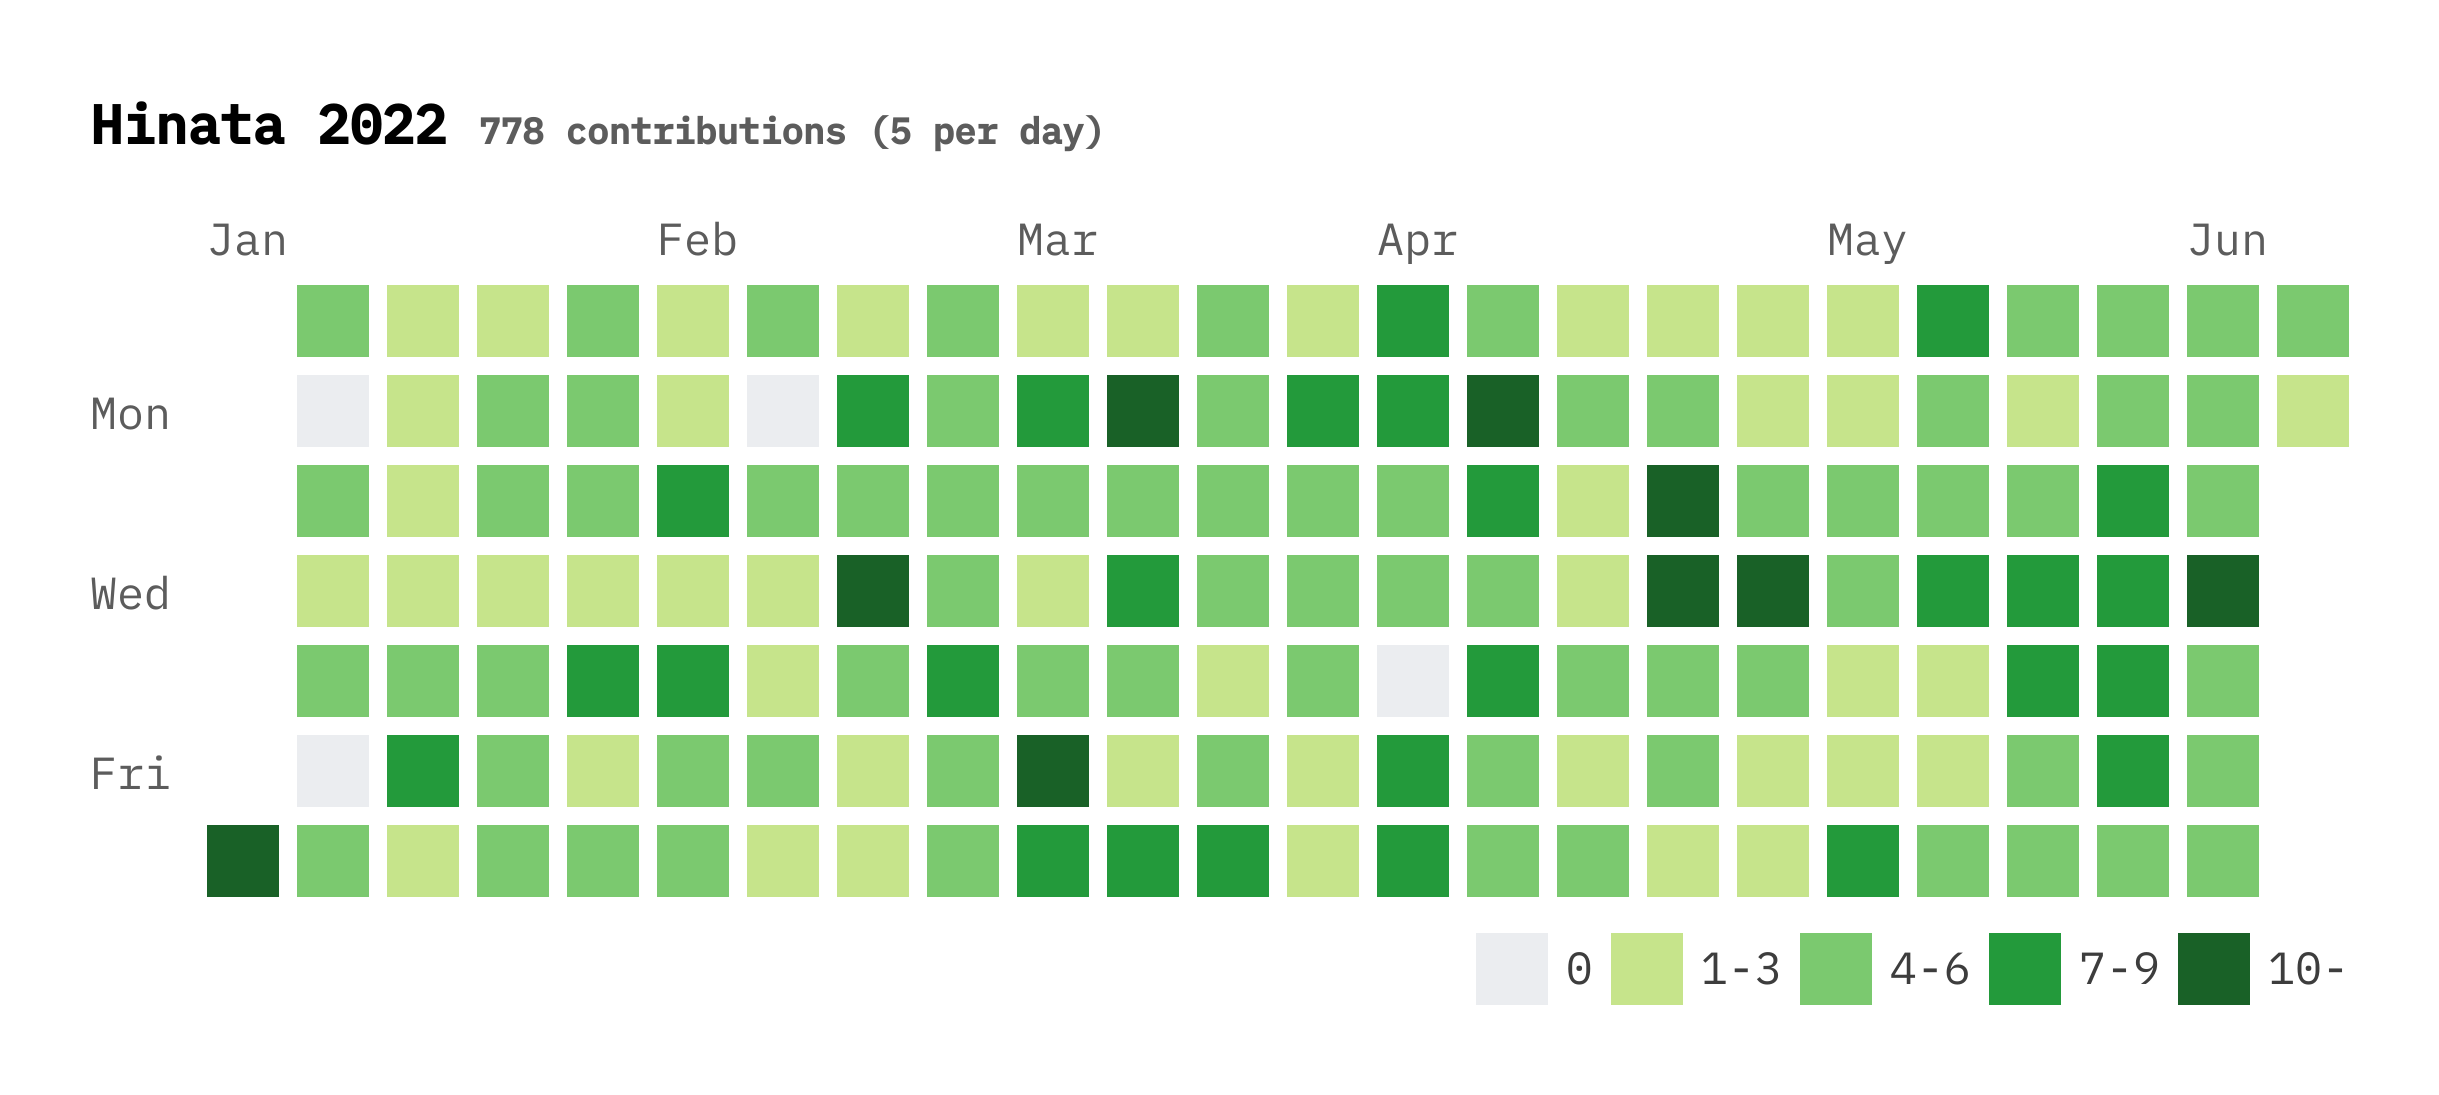 Hinata 2022 778 contributions (5 per day)
Jan Feb Mar Apr May Jun
Mon
Wed
Fri
0 1-3 4-6 7-9 10-